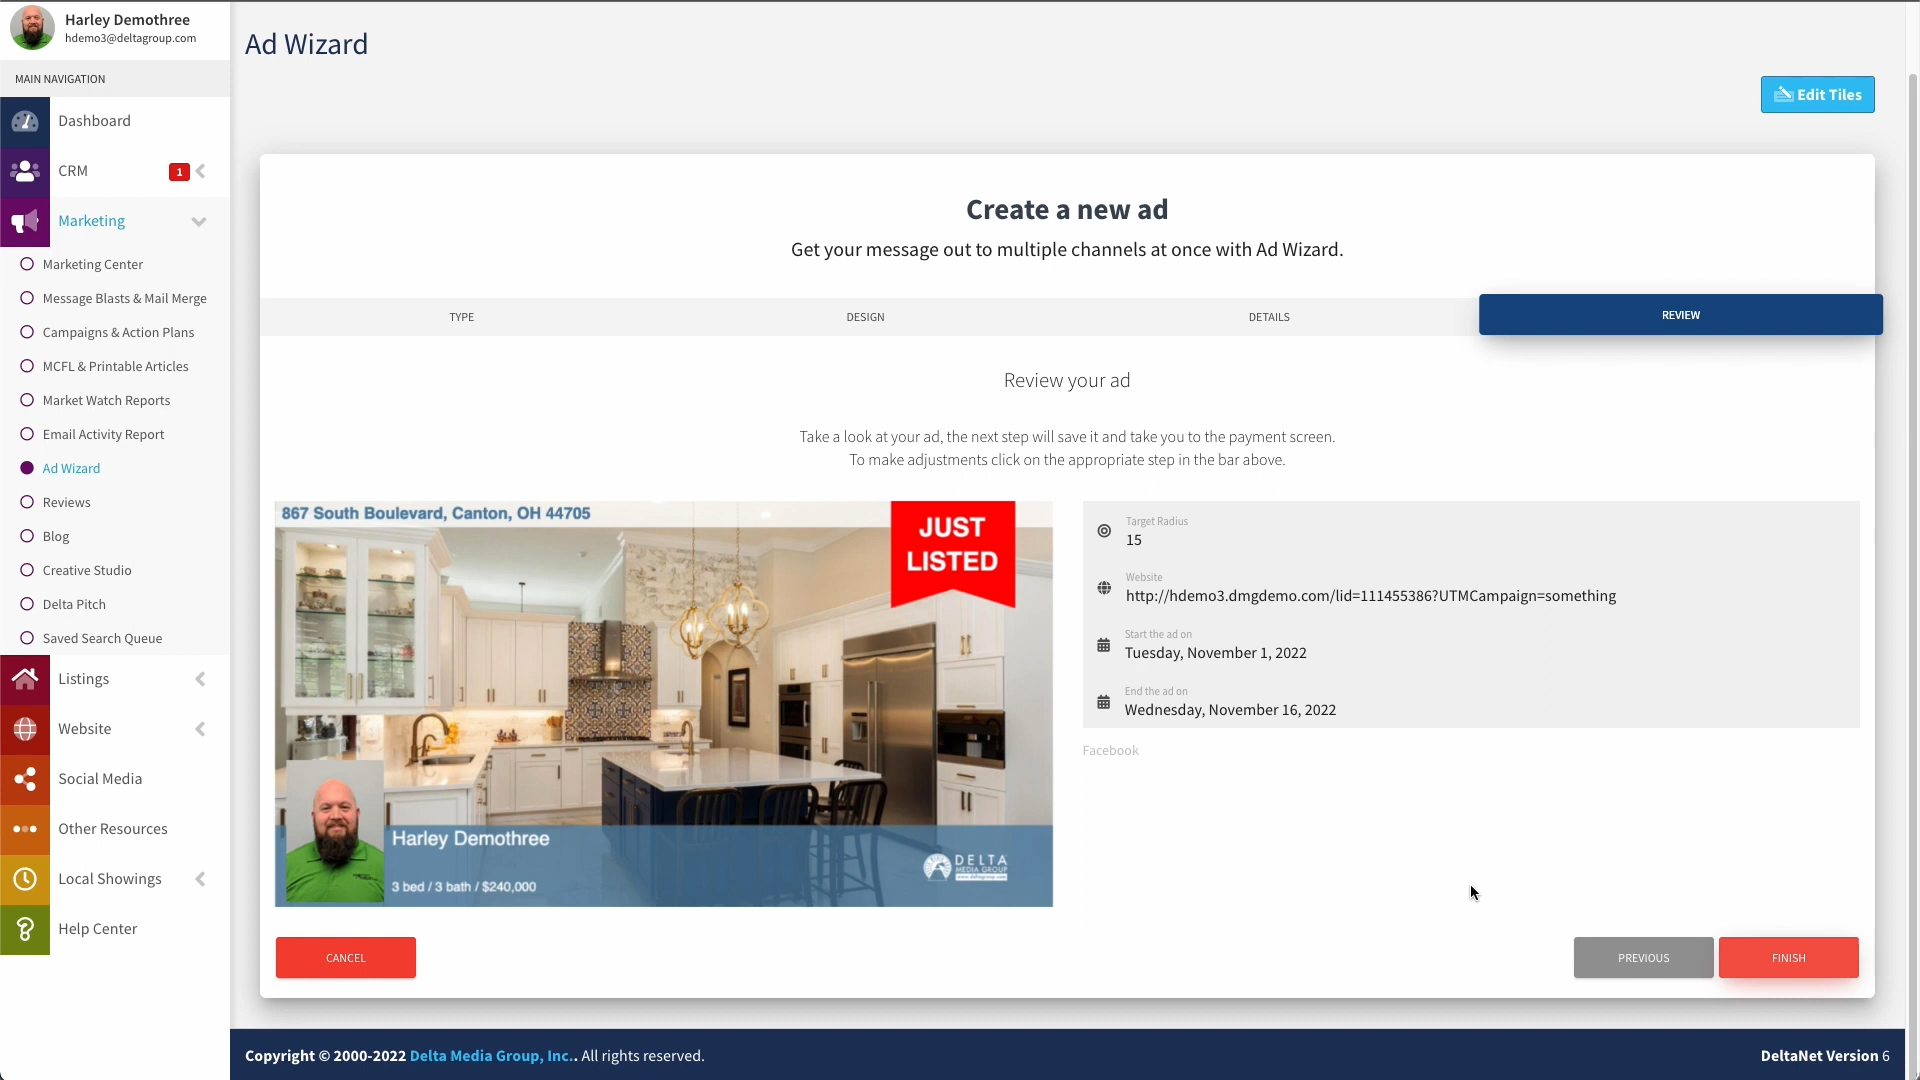 Harley Demothree
hdemo3@deltagroup.com
MAIN NAVIGATION
Dashboard
CRM
1
Marketing
Marketing Center
Message Blasts & Mail Merge
Campaigns & Action Plans
MCFL & Printable Articles
Market Watch Reports
Email Activity Report
Ad Wizard
Reviews
Blog
Creative Studio
Delta Pitch
Saved Search Queue
Listings
Website
Social Media
Other Resources
Local Showings
Help Center
Ad Wizard
Edit Tiles
Create a new ad
Get your message out to multiple channels at once with Ad Wizard.
TYPE
DESIGN
DETAILS
REVIEW
Review your ad
Take a look at your ad, the next step will save it and take you to the payment screen.
To make adjustments click on the appropriate step in the bar above.
867 South Boulevard, Canton, OH 44705
JUST
LISTED
Harley Demothree
3 bed / 3 bath / $240,000
DELTA
MEDIA GROUP
www.deltagroup.com
Target Radius
15
Website
http://hdemo3.dmgdemo.com/lid=111455386?UTMCampaign=something
Start the ad on
Tuesday, November 1, 2022
End the ad on
Wednesday, November 16, 2022
Facebook
CANCEL
PREVIOUS
FINISH
Copyright © 2000-2022 Delta Media Group, Inc.. All rights reserved.
DeltaNet Version 6